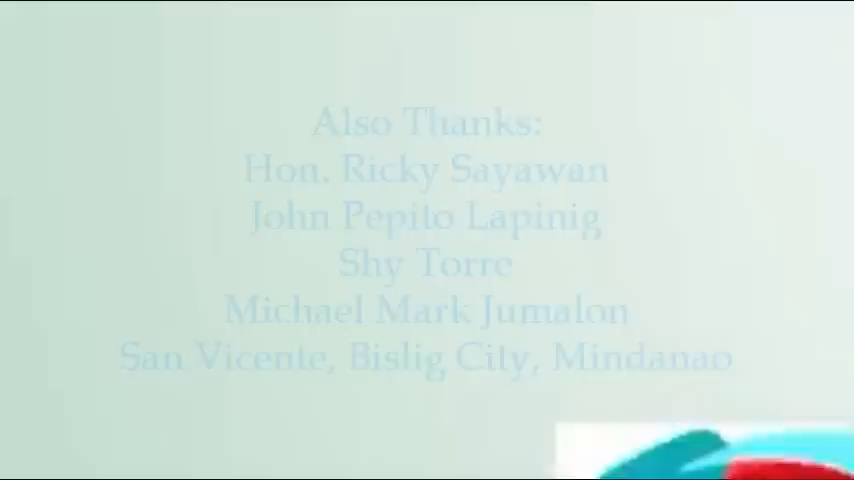 Also Thanks:
Hon. Ricky Sayawan
John Pepito Lapinig
Shy Torre
Michael Mark Jumalon
San Vicente, Bislig City, Mindanao